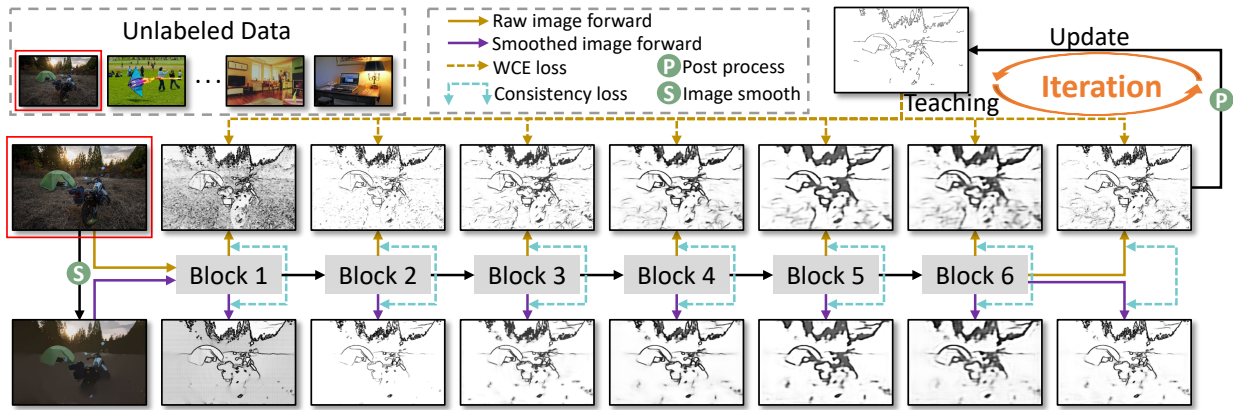 Unlabeled Data
...
Raw image forward
Smoothed image forward
WCE loss
P Post process
Consistency loss
S Image smooth
Update
Iteration
P
Teaching
S
Block 1
Block 2
Block 3
Block 4
Block 5
Block 6